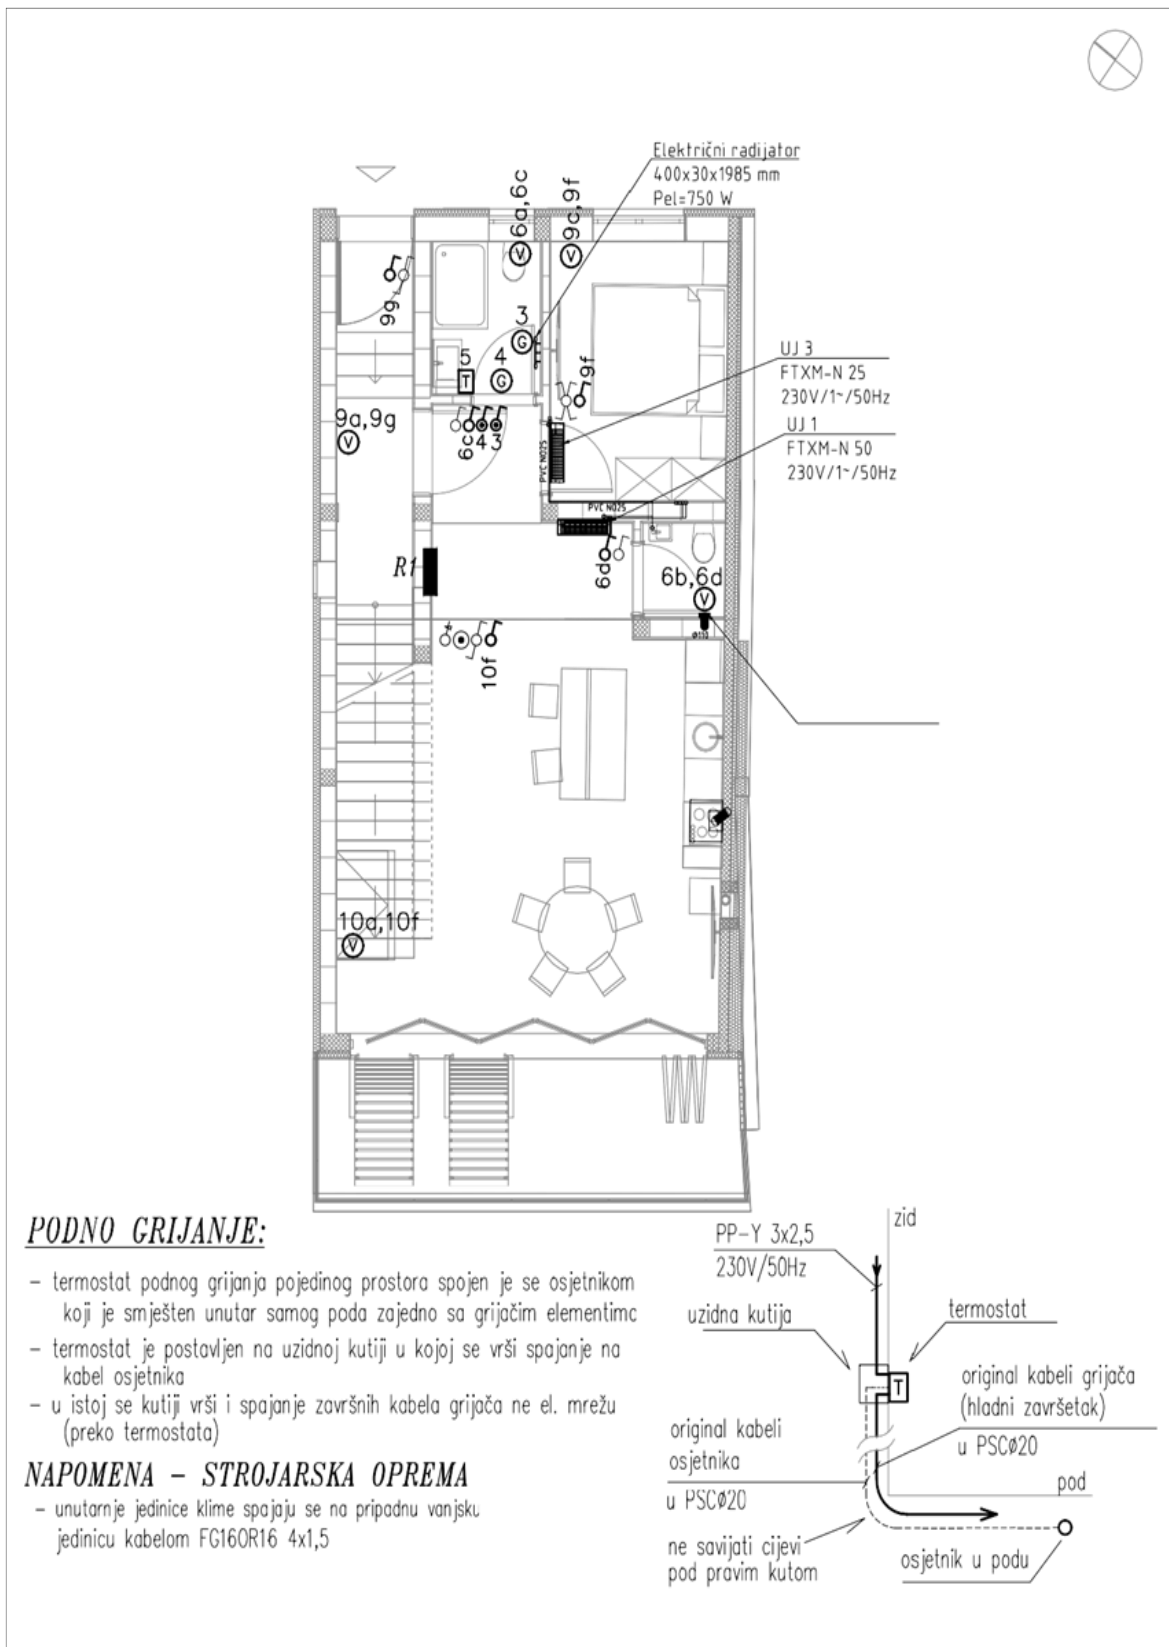 Električni radijator
400x30x1985 mm
Pel=750 W
6a,6c
9c,9f
9g
3
G
5
T
4
G
9f
UJ 3
FTXM-N 25
230V/1~/50Hz
UJ 1
FTXM-N 50
230V/1~/50Hz
9a,9g
V
V
V
6c
4
3
PVC NO25
PVC NO25
R1
6d
6b,6d
V
Ø110
10f
10a,10f
V
PODNO GRIJANJE:
– termostat podnog grijanja pojedinog prostora spojen je se osjetnikom
koji je smješten unutar samog poda zajedno sa grijačim elementima
– termostat je postavljen na uzidnoj kutiji u kojoj se vrši spajanje na
kabel osjetnika
– u istoj se kutiji vrši i spajanje završnih kabela grijača ne el. mrežu
(preko termostata)
NAPOMENA – STROJARSKA OPREMA
– unutarnje jedinice klime spajaju se na pripadnu vanjsku
jedinicu kabelom FG16OR16 4x1,5
zid
PP-Y 3x2,5
230V/50Hz
uzidna kutija
termostat
T
original kabeli grijača
(hladni završetak)
u PSCø20
original kabeli
osjetnika
u PSCø20
pod
ne savijati cijevi
pod pravim kutom
osjetnik u podu